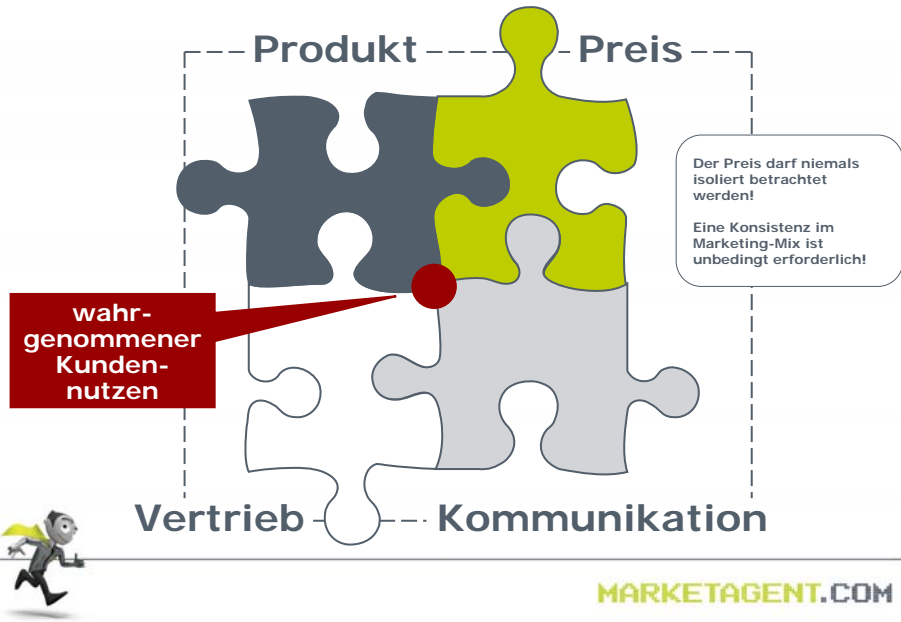 Produkt
Preis
Der Preis darf niemals
isoliert betrachtet
werden!
Eine Konsistenz im
Marketing-Mix ist
unbedingt erforderlich!
wahr-
genommener
Kunden-
nutzen
Vertrieb
Kommunikation
MARKETAGENT.COM